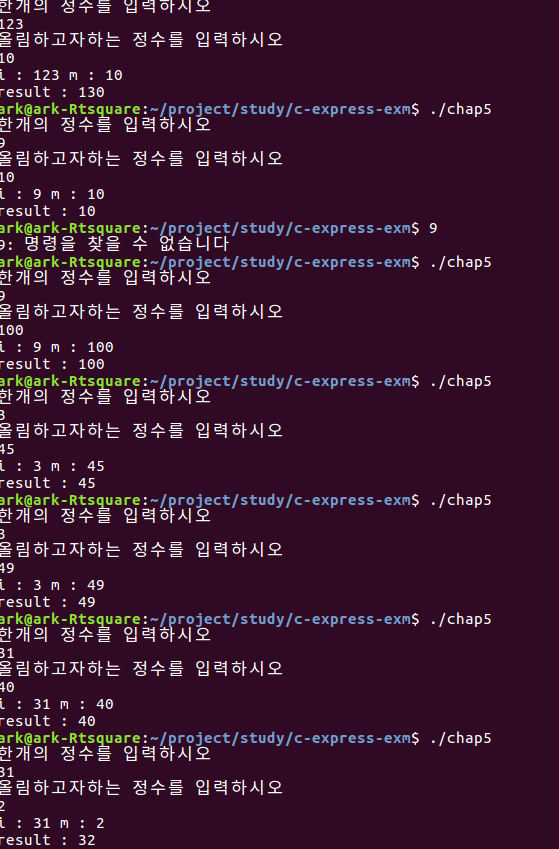 한개의 정수를 입력하시오
123
올림하고자하는 정수를 입력하시오
10
i : 123 m : 10
result : 130
ark@ark-Rtsquare:~/project/study/c-express-exm$ ./chap5
한개의 정수를 입력하시오
9
올림하고자하는 정수를 입력하시오
10
i : 9 m : 10
result : 10
ark@ark-Rtsquare:~/project/study/c-express-exm$ 9
9: 명령을 찾을 수 없습니다
ark@ark-Rtsquare:~/project/study/c-express-exm$ ./chap5
한개의 정수를 입력하시오
9
올림하고자하는 정수를 입력하시오
100
i : 9 m : 100
result : 100
ark@ark-Rtsquare:~/project/study/c-express-exm$ ./chap5
한개의 정수를 입력하시오
3
올림하고자하는 정수를 입력하시오
45
i : 3 m : 45
result : 45
ark@ark-Rtsquare:~/project/study/c-express-exm$ ./chap5
한개의 정수를 입력하시오
3
올림하고자하는 정수를 입력하시오
49
i : 3 m : 49
result : 49
ark@ark-Rtsquare:~/project/study/c-express-exm$ ./chap5
한개의 정수를 입력하시오
31
올림하고자하는 정수를 입력하시오
40
i : 31 m : 40
result : 40
ark@ark-Rtsquare:~/project/study/c-express-exm$ ./chap5
한개의 정수를 입력하시오
31
올림하고자하는 정수를 입력하시오
2
i : 31 m : 2
result : 32